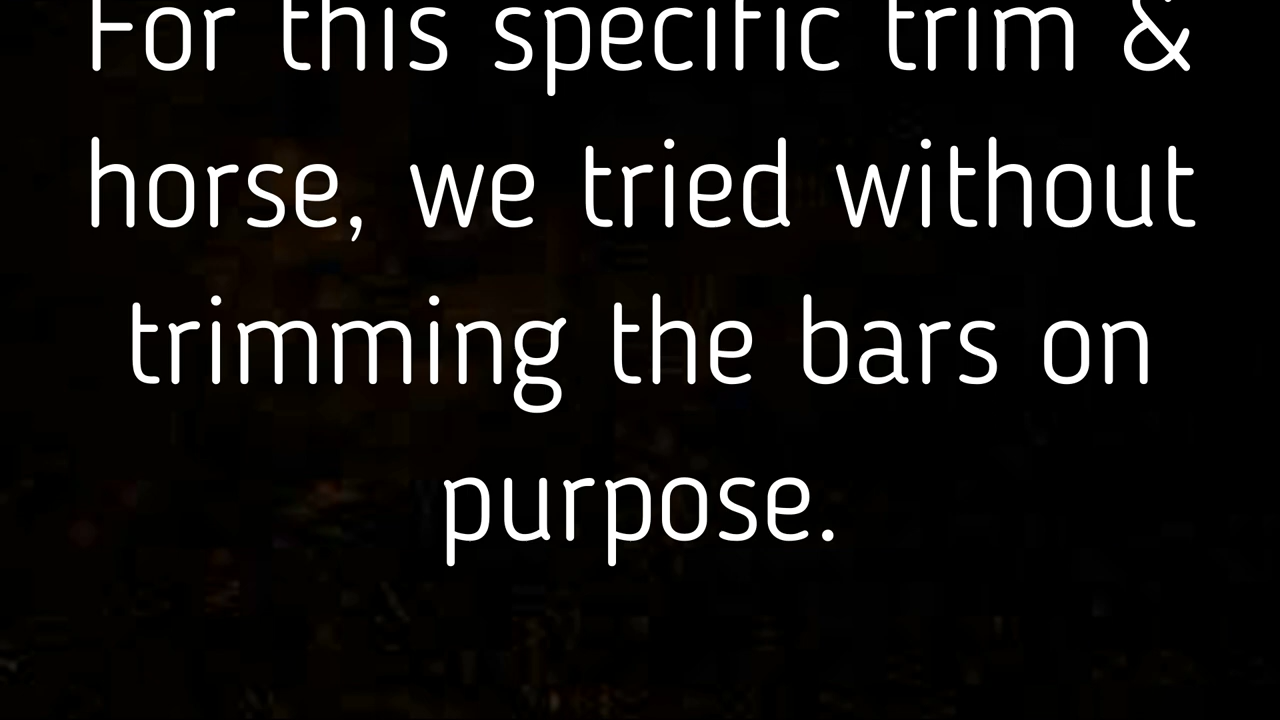 For this specific trim &
horse, we tried without
trimming the bars on
purpose.